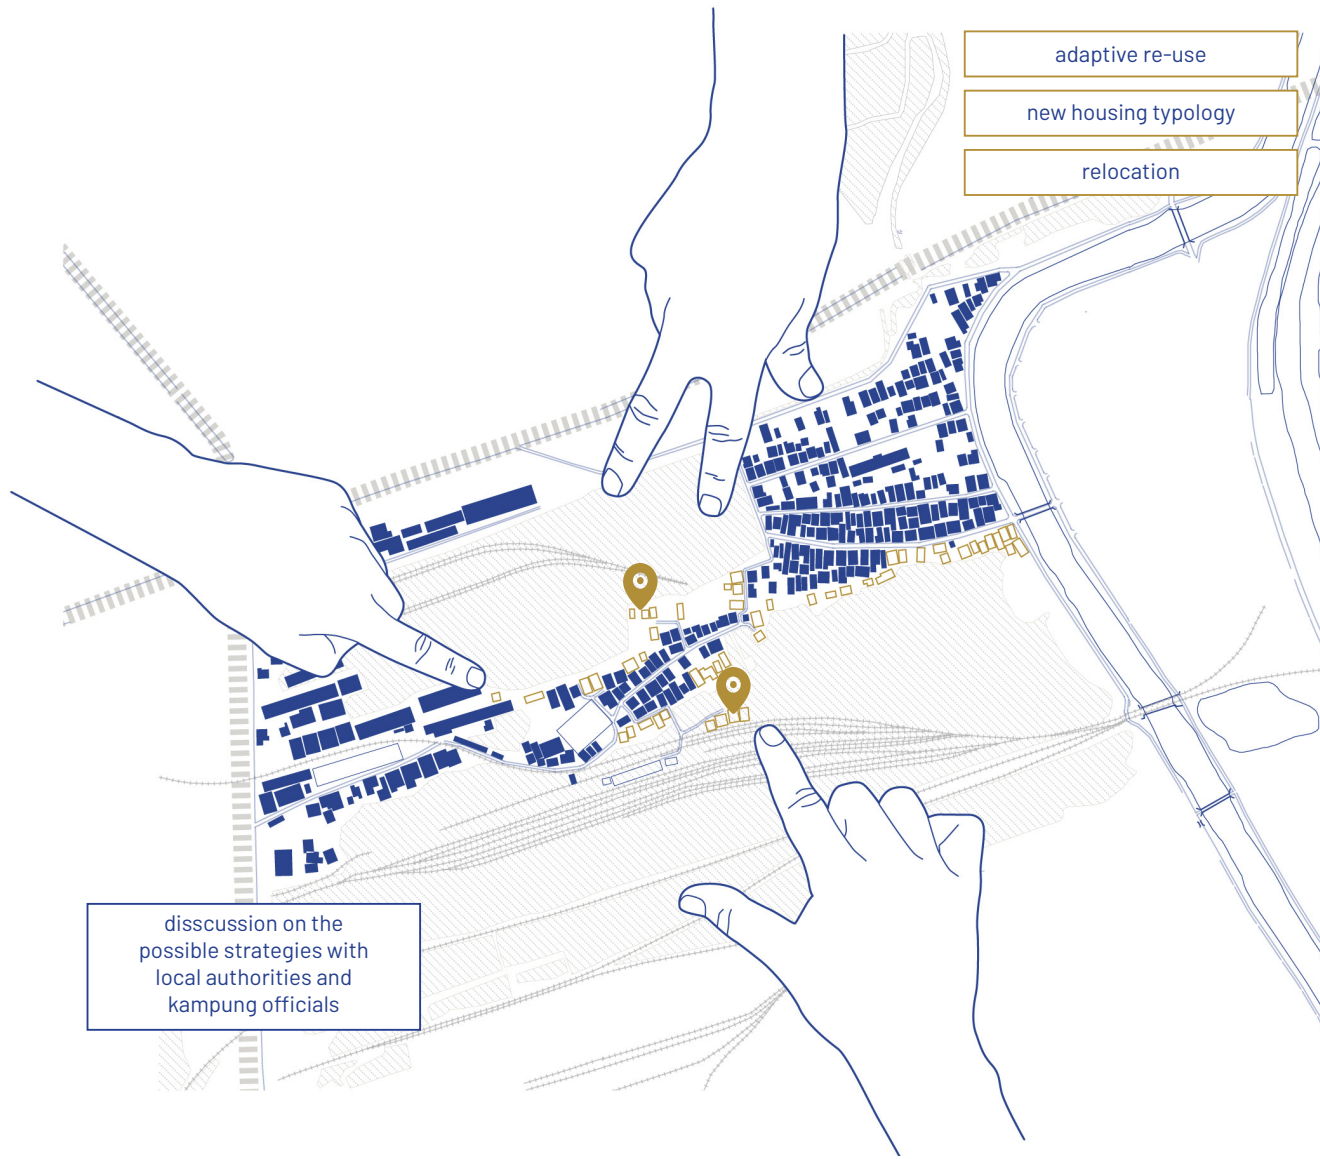 adaptive re-use
new housing typology
relocation
disscussion on the
possible strategies with
local authorities and
kampung officials